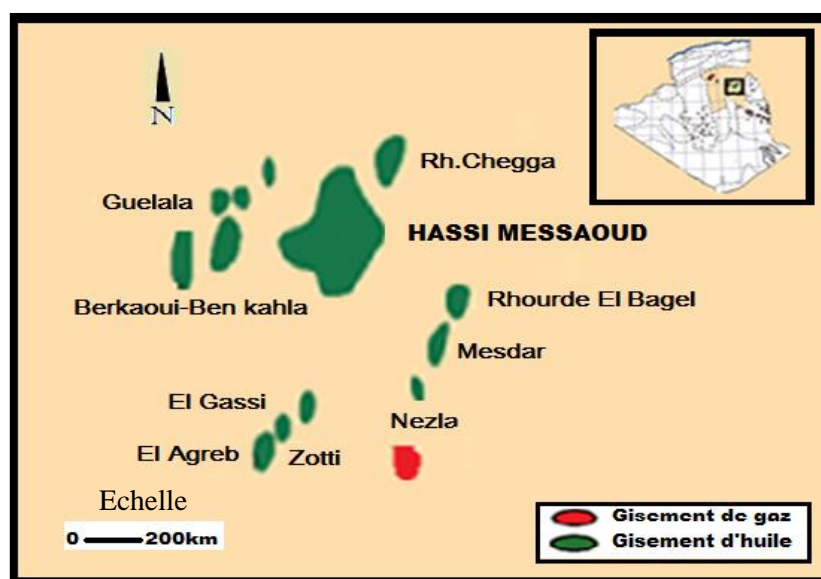 N
Rh.Chegga
Guelala
HASSI MESSAOUD
Berkaoui-Ben kahla
Rhourde El Bagel
Mesdar
El Gassi
Nezla
El Agreb
Zotti
Echelle
0 200km
Gisement de gaz
Gisement d'huile